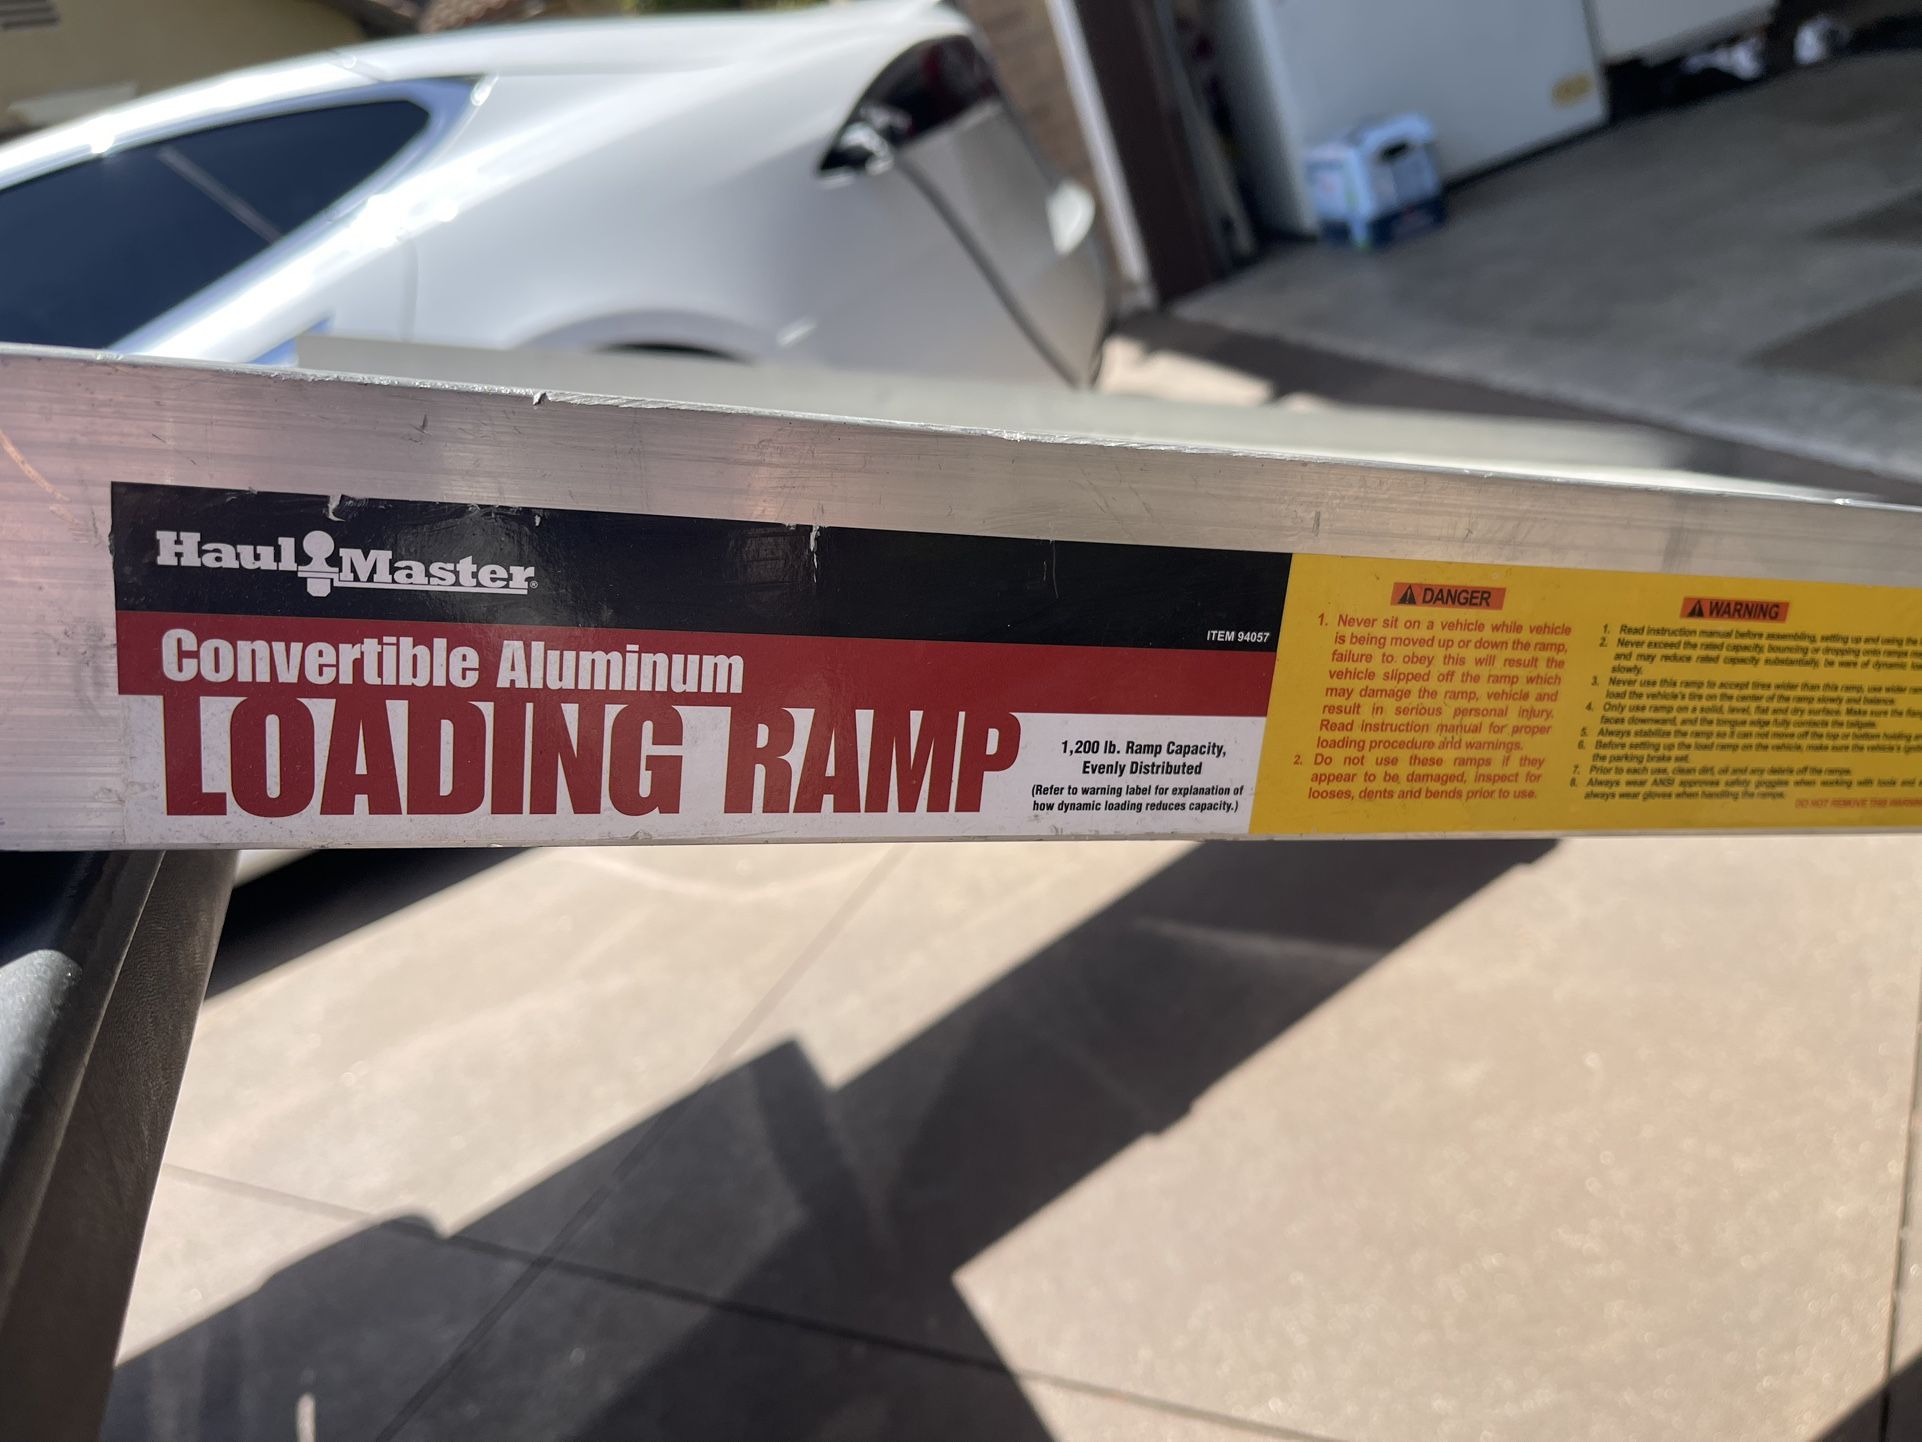 Haul Master®
ITEM 94057
Convertible Aluminum
LOADING RAMP
1,200 lb. Ramp Capacity,
Evenly Distributed
(Refer to warning label for explanation of
how dynamic loading reduces capacity.)
DANGER
1. Never sit on a vehicle while vehicle
is being moved up or down the ramp,
failure to obey this will result the
vehicle slipped off the ramp which
may damage the ramp, vehicle and
result in serious personal injury.
Read instruction manual for proper
loading procedure and warnings.
2. Do not use these ramps if they
appear to be damaged, inspect for
looses, dents and bends prior to use.
WARNING
1. Read instruction manual before assembling, setting up and using the
2. Never exceed the rated capacity, bouncing or dropping onto ramps
and may reduce rated capacity substantially, be ware of dynamic
slowly.
3. Never use this ramp to accept tires wider than this ramp, use wider
load the vehicle's tire on the center of the ramp slowly and balance.
4. Only use ramp on a solid, level, flat and dry surface. Make sure the
faces downward, and the tongue edge fully contacts the tailgate.
5. Always stabilize the ramp so it can not move off the top or bottom holding
6. Before setting up the load ramp on the vehicle, make sure the vehicle's
the parking brake set.
7. Prior to each use, clean dirt, oil and any debris off the ramps.
8. Always wear ANSI approves safety goggles when working with tools and
always wear gloves when handling the ramps.
DO NOT REMOVE THIS